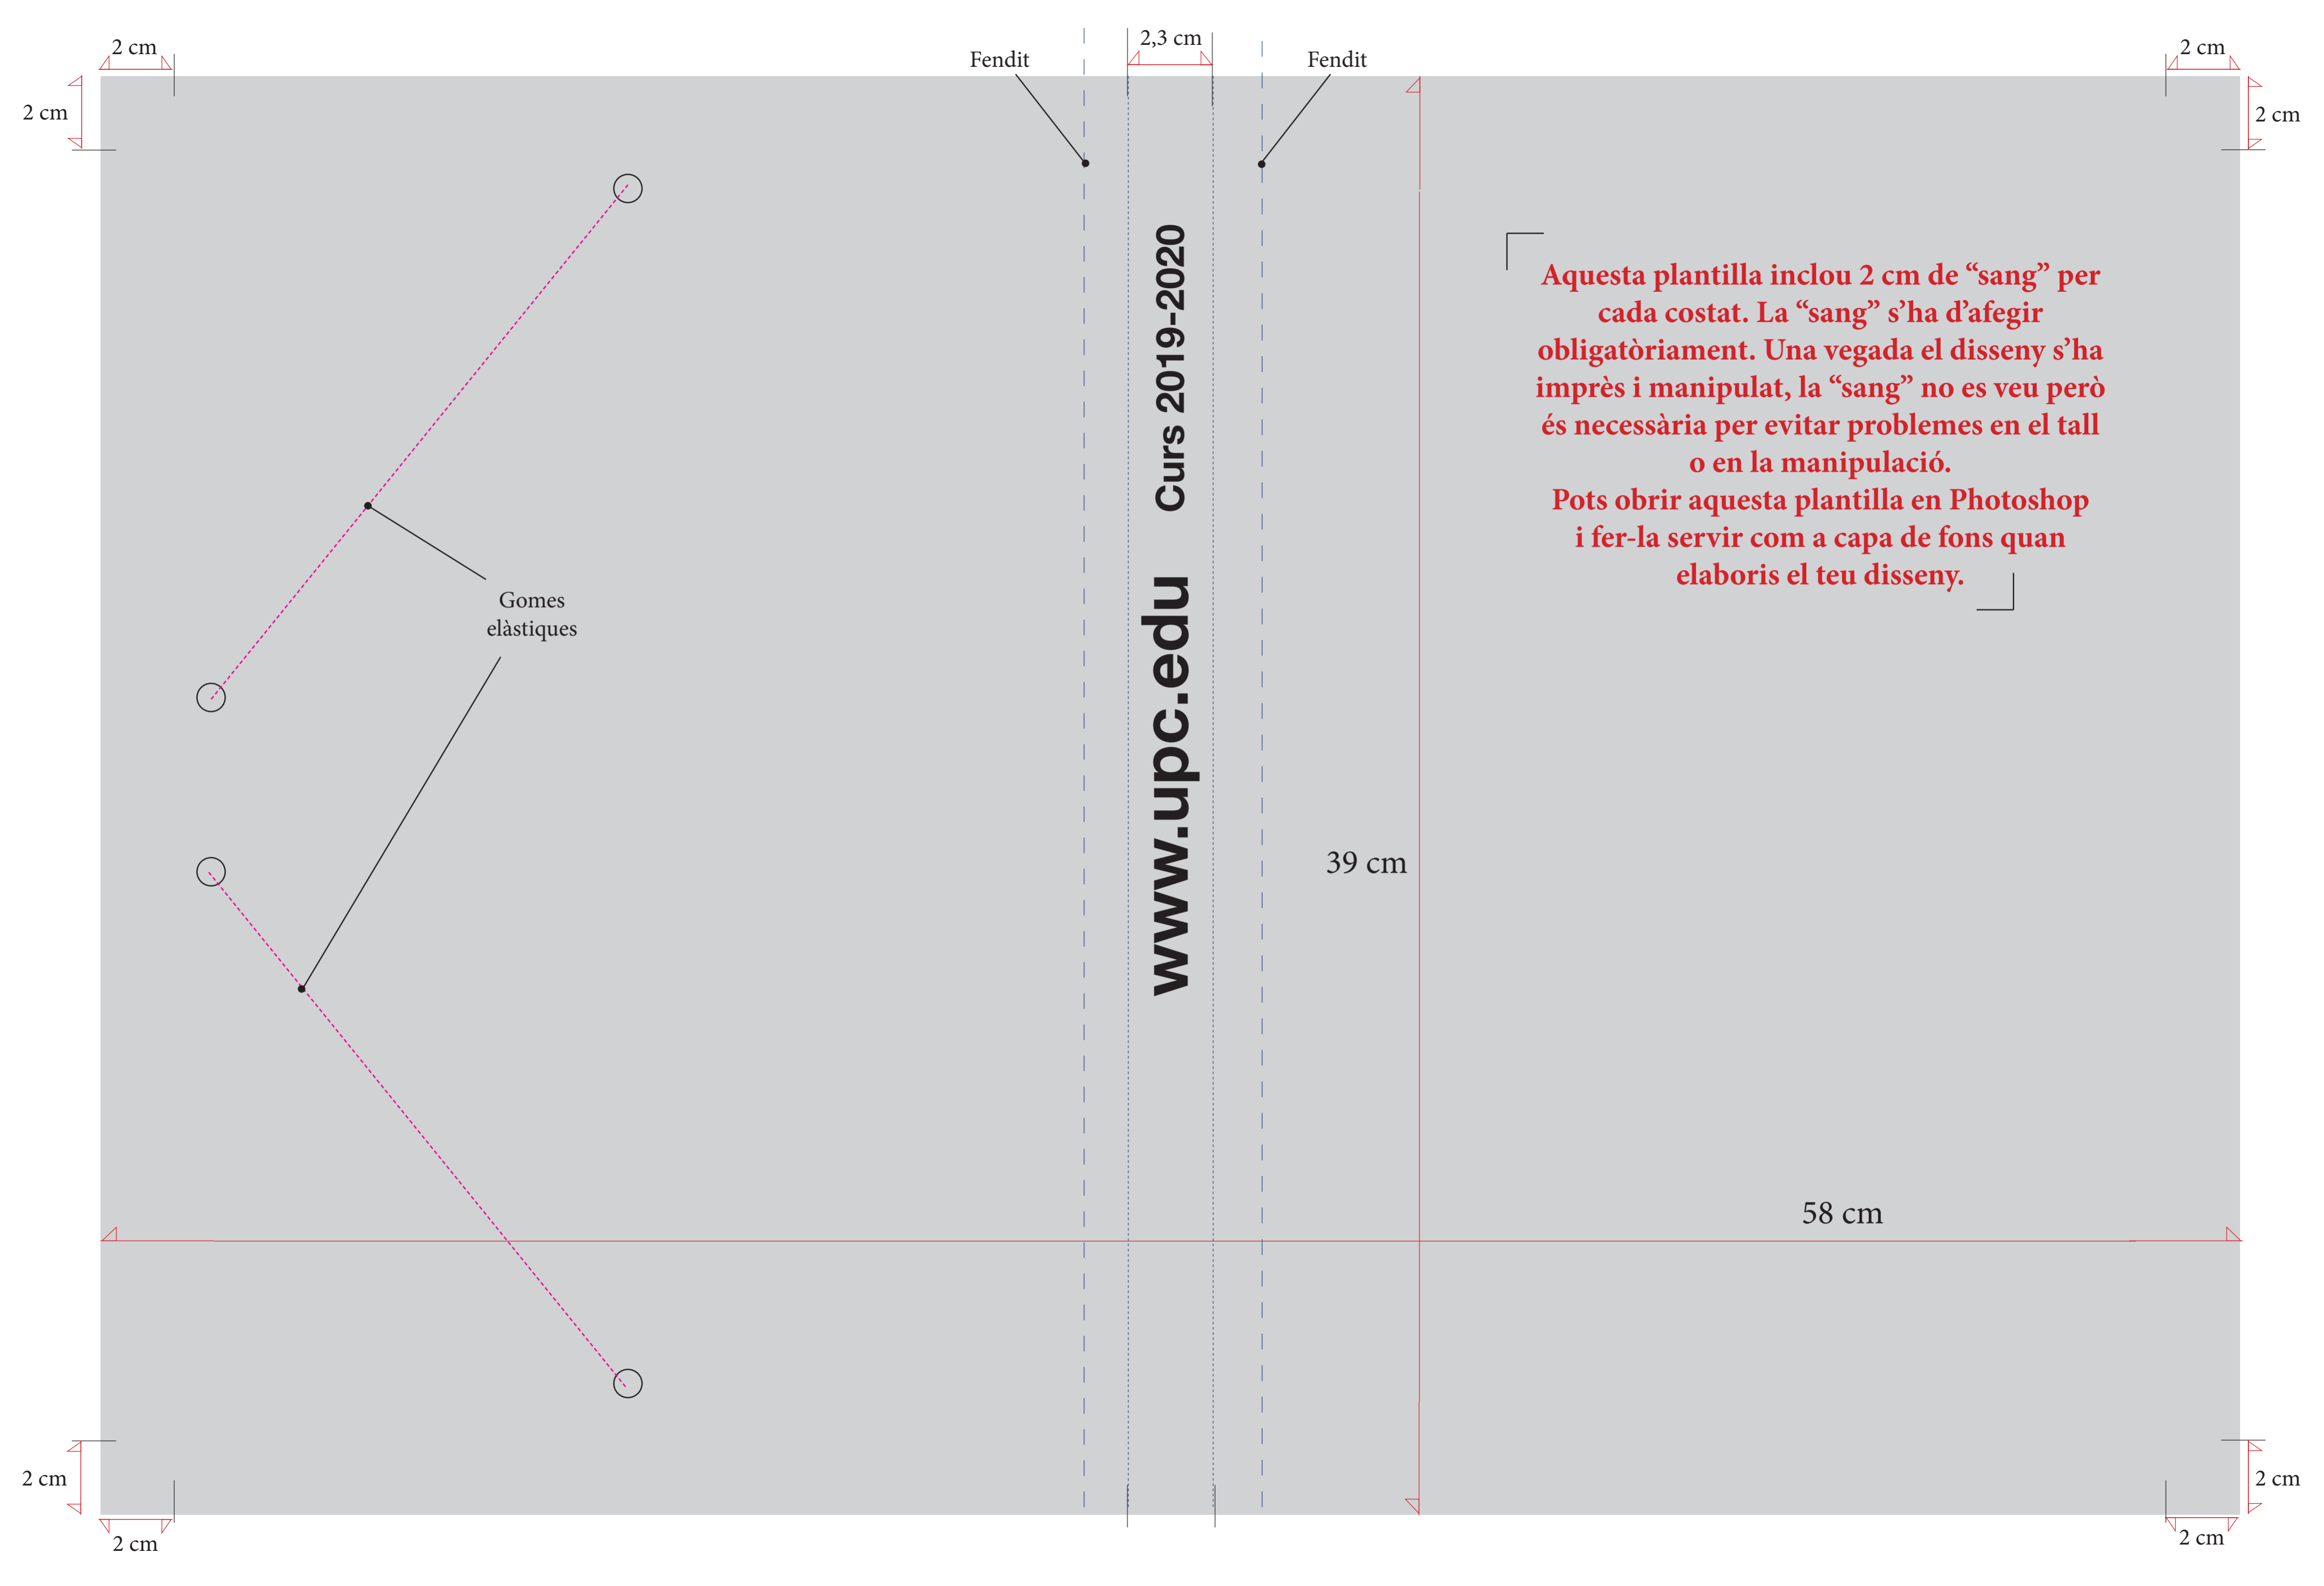 2 cm
2 cm
Fendit
2,3 cm
Fendit
2 cm
2 cm
Gomes
elàstiques
www.upc.edu Curs 2019-2020
Aquesta plantilla inclou 2 cm de “sang” per
cada costat. La “sang” s’ha d’afegir
obligatòriament. Una vegada el disseny s’ha
imprès i manipulat, la “sang” no es veu però
és necessària per evitar problemes en el tall
o en la manipulació.
Pots obrir aquesta plantilla en Photoshop
i fer-la servir com a capa de fons quan
elaboris el teu disseny.
39 cm
58 cm
2 cm
2 cm
2 cm
2 cm